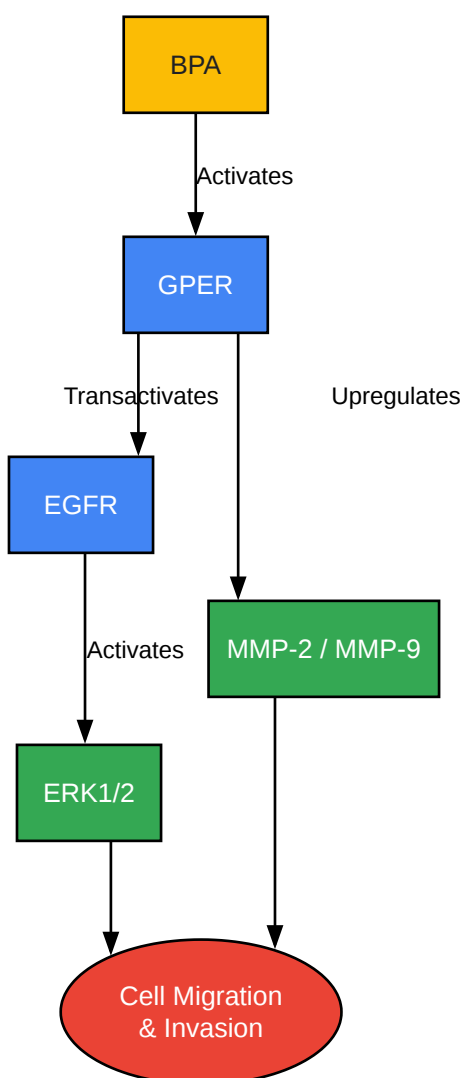 BPA
Activates
GPER
Transactivates
Upregulates
EGFR
Activates
MMP-2 / MMP-9
ERK1/2
Cell Migration
& Invasion